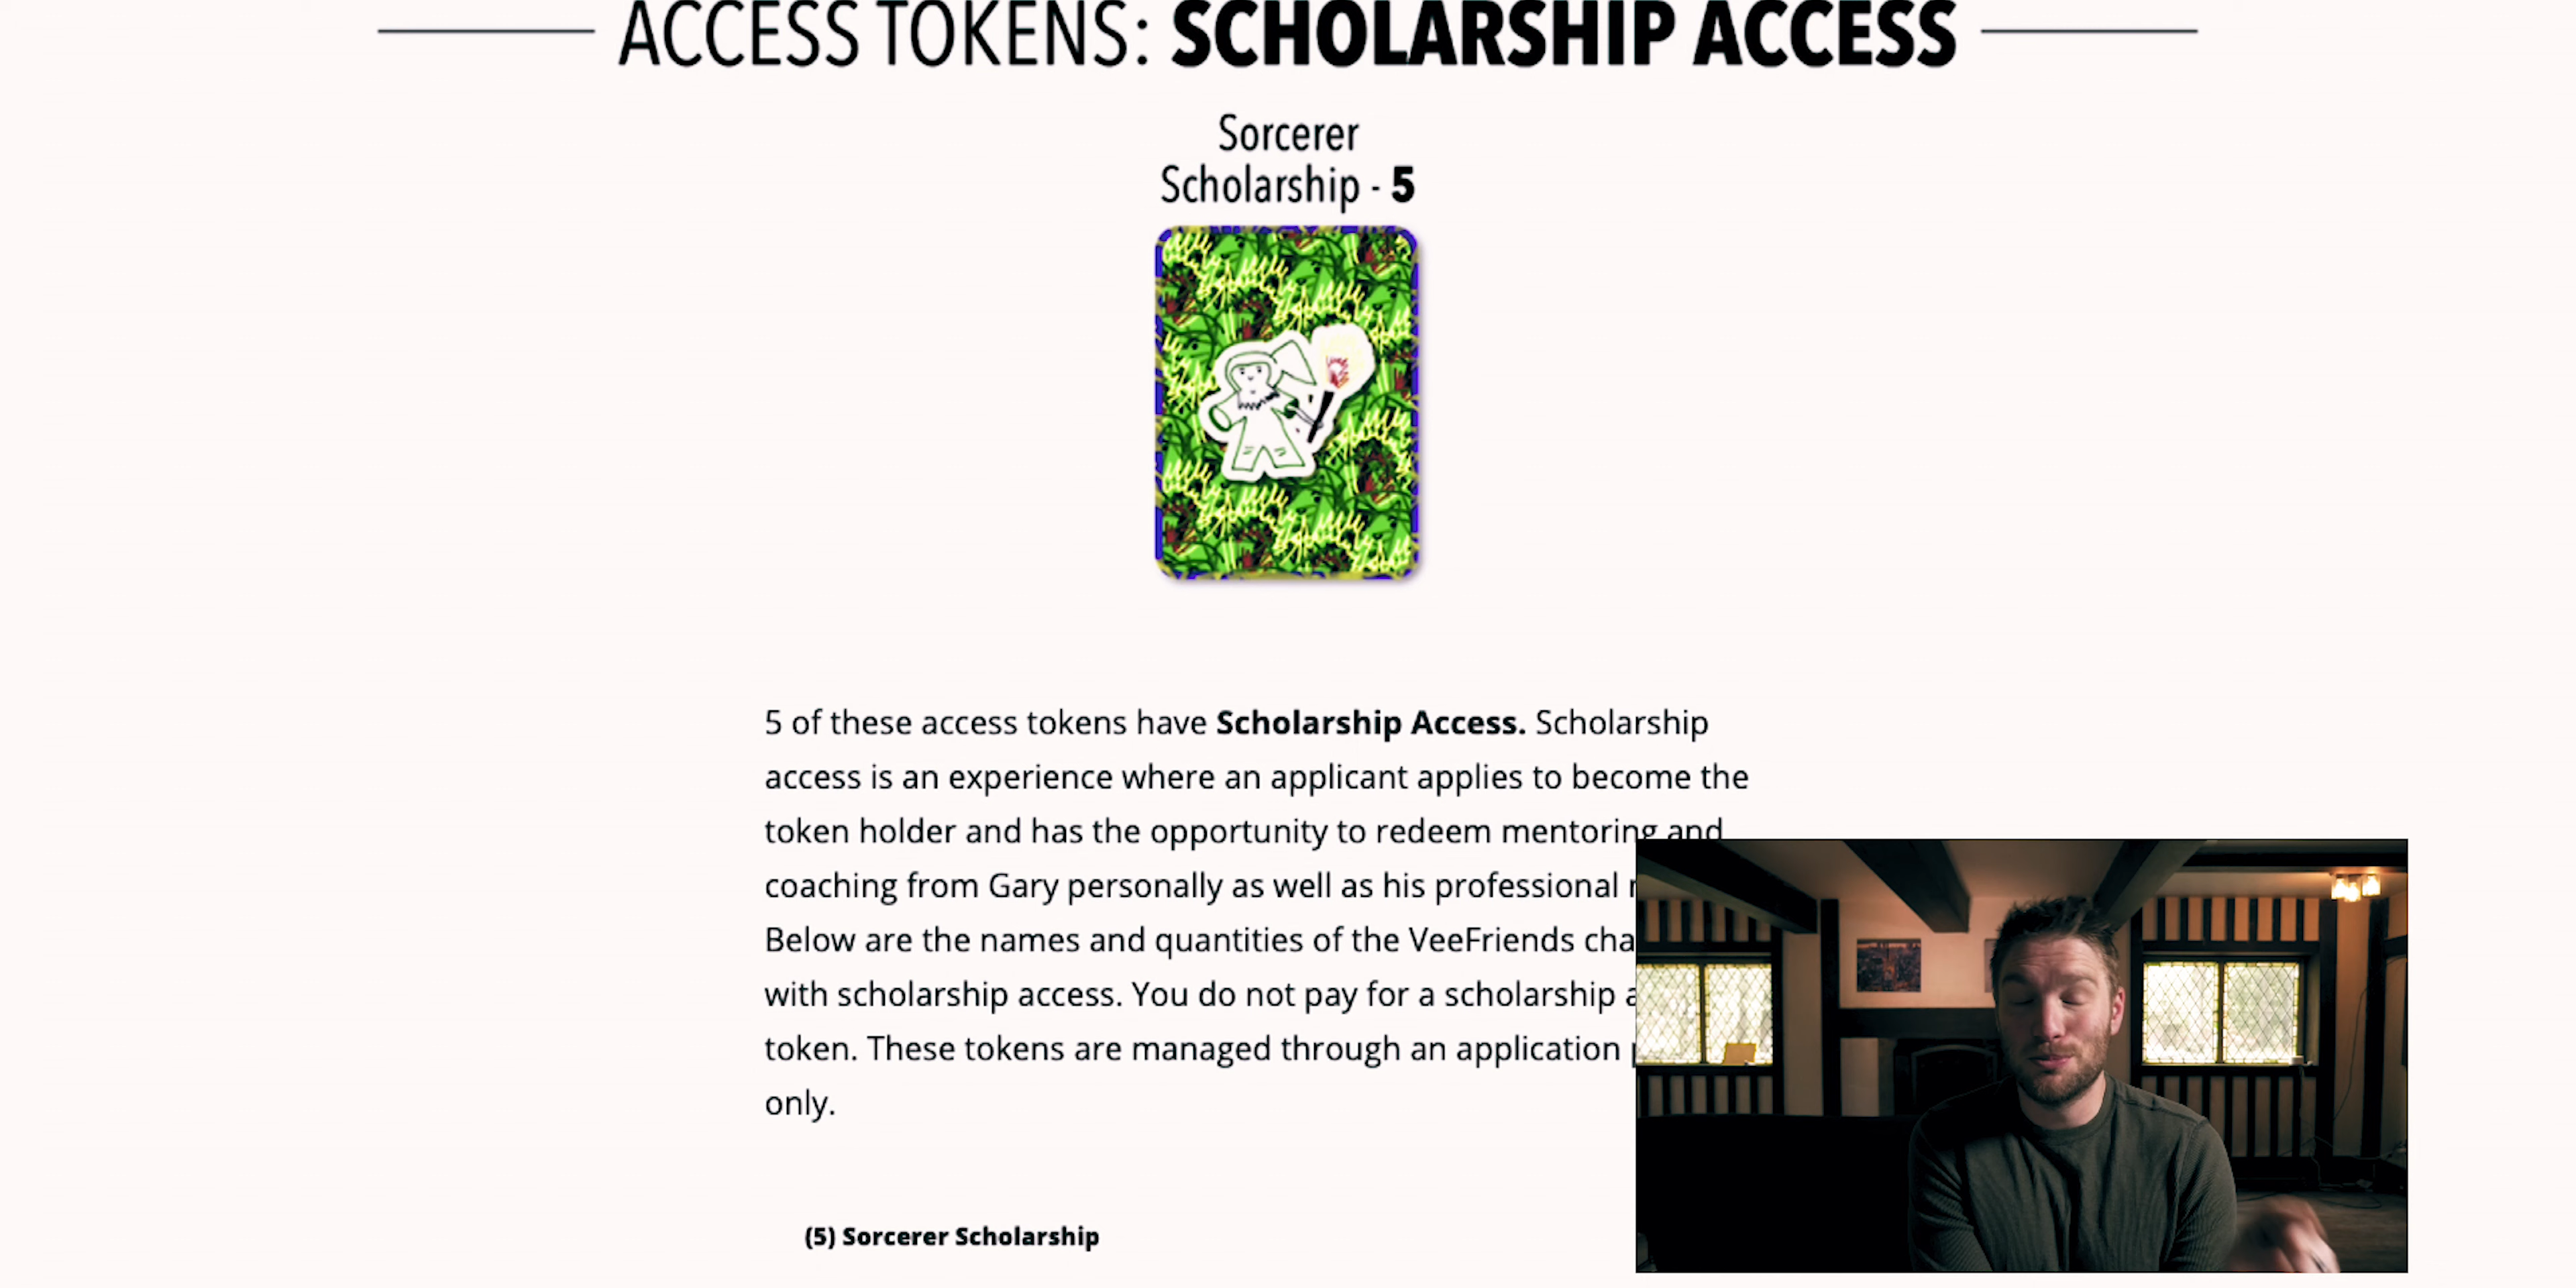 ACCESS TOKENS: SCHOLARSHIP ACCESS
Sorcerer
Scholarship - 5
5 of these access tokens have Scholarship Access. Scholarship
access is an experience where an applicant applies to become the
token holder and has the opportunity to redeem mentoring and
coaching from Gary personally as well as his professional
Below are the names and quantities of the VeeFriends
with scholarship access. You do not pay for a scholarship
token. These tokens are managed through an application
only.
(5) Sorcerer Scholarship